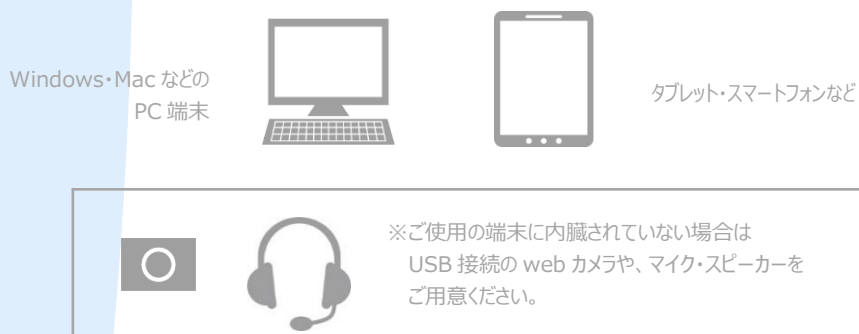 Windows・Mac などの
PC 端末
タブレット・スマートフォンなど
※ご使用の端末に内臓されていない場合は
USB 接続の web カメラや、マイク・スピーカーを
ご用意ください。